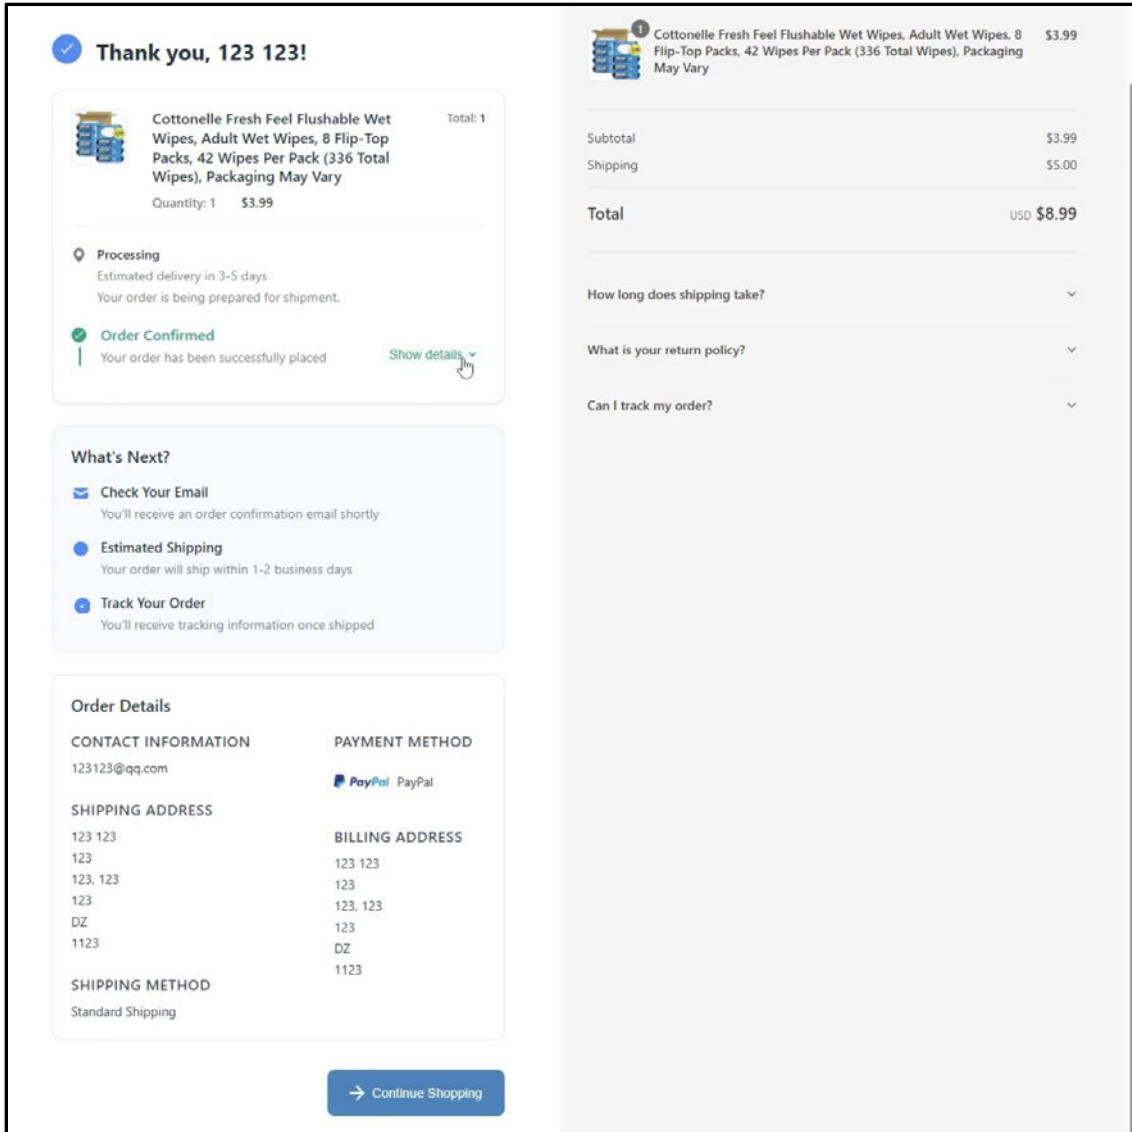 Thank you, 123 123!
Cottonelle Fresh Feel Flushable Wet
Wipes, Adult Wet Wipes, 8 Flip-Top
Packs, 42 Wipes Per Pack (336 Total
Wipes), Packaging May Vary
Total: 1
Quantity: 1 $3.99
Processing
Estimated delivery in 3-5 days
Your order is being prepared for shipment.
Order Confirmed
Your order has been successfully placed
Show details
What's Next?
Check Your Email
You'll receive an order confirmation email shortly
Estimated Shipping
Your order will ship within 1-2 business days
Track Your Order
You'll receive tracking information once shipped
Order Details
CONTACT INFORMATION
123123@qq.com
SHIPPING ADDRESS
123 123
123
123, 123
123
DZ
1123
SHIPPING METHOD
Standard Shipping
PAYMENT METHOD
PayPal PayPal
BILLING ADDRESS
123 123
123
123, 123
123
DZ
1123
Continue Shopping
1
Cottonelle Fresh Feel Flushable Wet Wipes, Adult Wet Wipes, 8
Flip-Top Packs, 42 Wipes Per Pack (336 Total Wipes), Packaging
May Vary
$3.99
Subtotal $3.99
Shipping $5.00
Total USD $8.99
How long does shipping take?
What is your return policy?
Can I track my order?